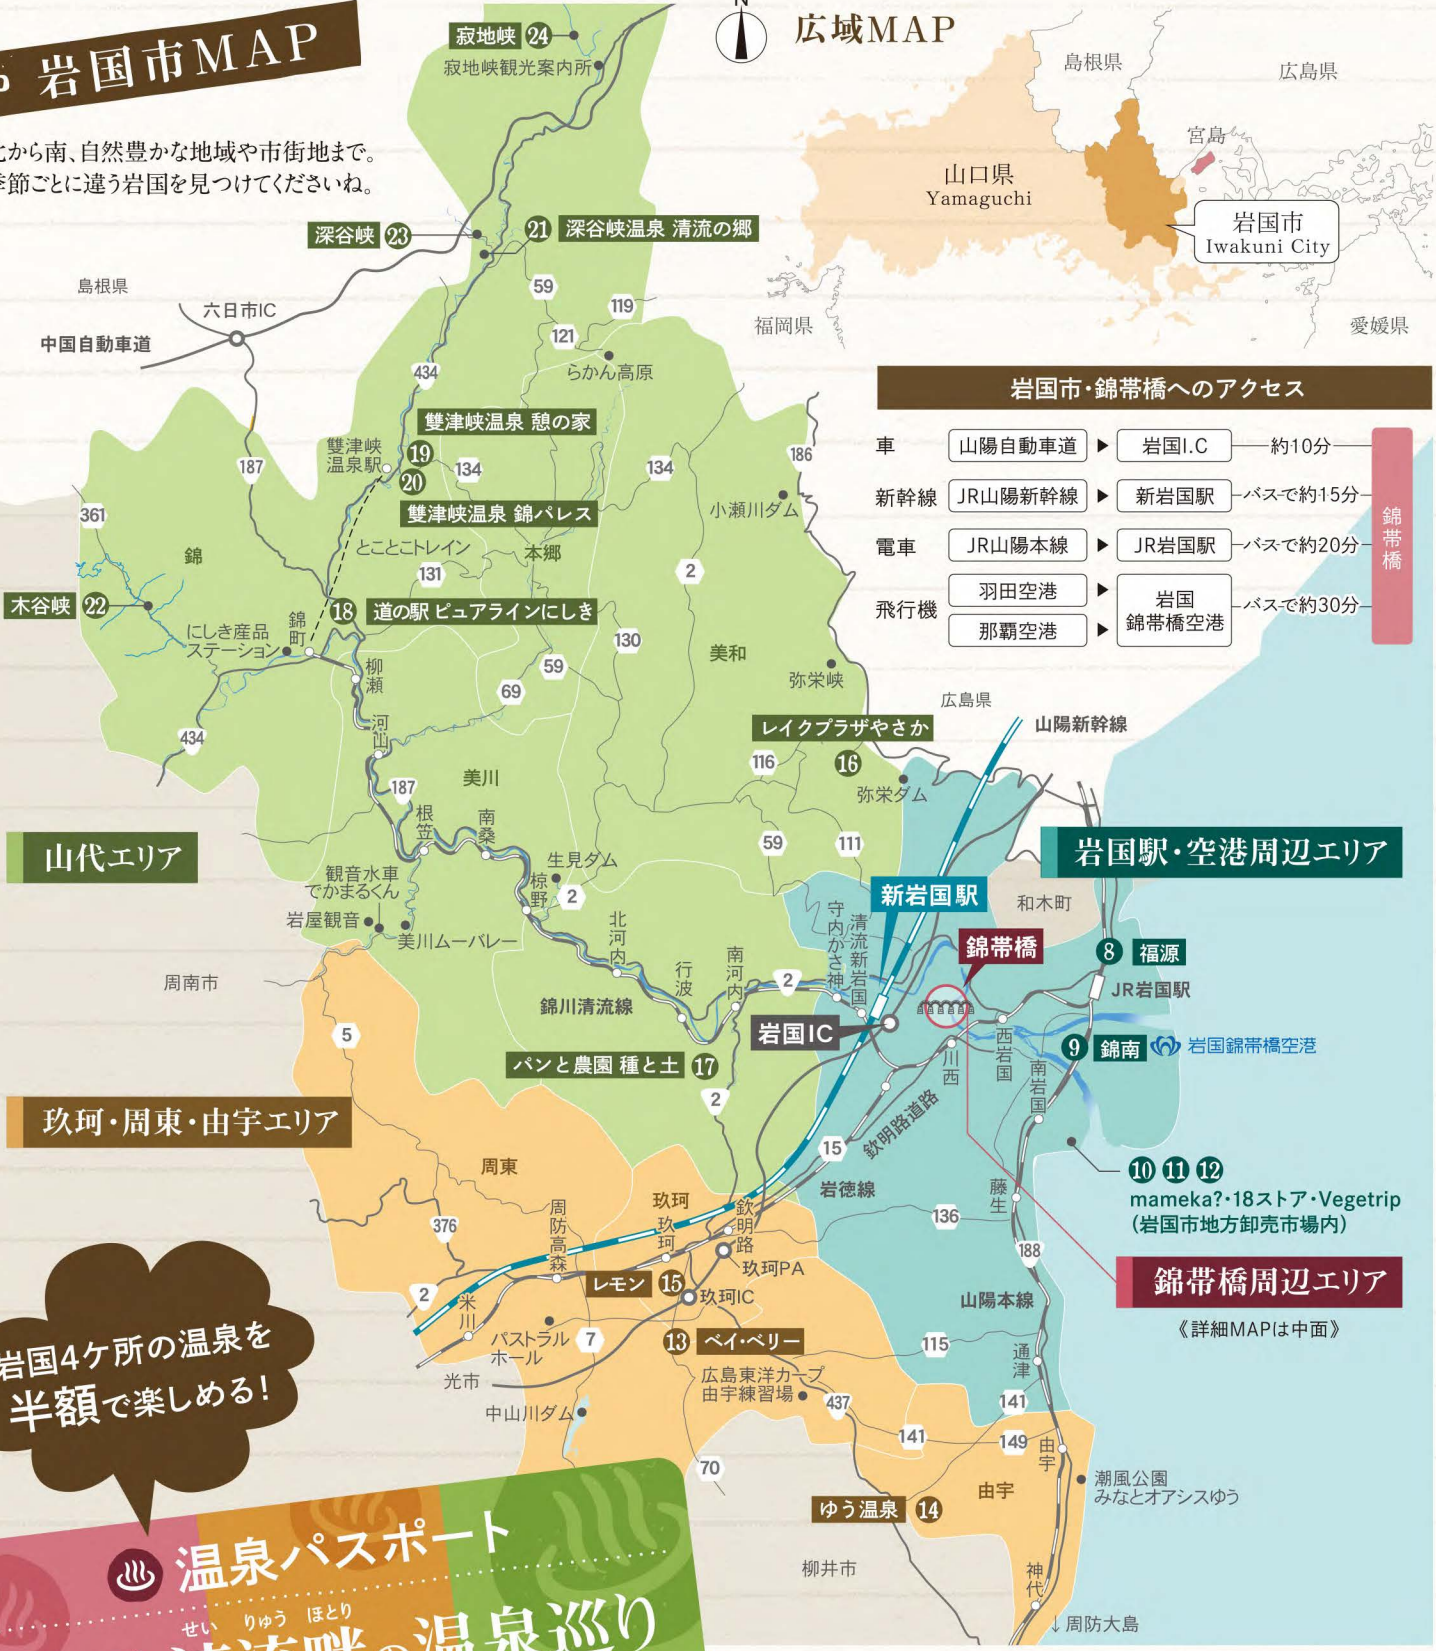 岩国市MAP
から南、自然豊かな地域や市街地まで。
季節ごとに違う岩国を見つけてくださいね。
N
広域MAP
島根県
広島県
宮島
山口県
Yamaguchi
岩国市
Iwakuni City
福岡県
愛媛県
岩国市・錦帯橋へのアクセス
車 山陽自動車道 ▶ 岩国I.C 約10分
新幹線 JR山陽新幹線 ▶ 新岩国駅 バスで約15分
電車 JR山陽本線 ▶ JR岩国駅 バスで約20分
飛行機 羽田空港 ▶
那覇空港 ▶
岩国
錦帯橋空港
バスで約30分
錦帯橋
寂地峡 24
寂地峡観光案内所
深谷峡 23
21 深谷峡温泉 清流の郷
島根県
六日市IC
中国自動車道
59
119
121
らかん高原
434
雙津峡温泉 憩の家
雙津峡
温泉駅
19
20
134
134
186
187
小瀬川ダム
雙津峡温泉 錦パレス
361
錦
とことこトレイン
本郷
131
2
木谷峡 22
18 道の駅 ピュアラインにしき
錦町
にしき産品
ステーション
柳瀬
130
美和
59
69
弥栄峡
広島県
山陽新幹線
河山
434
レイクプラザやさか
116
16
弥栄ダム
美川
187
根笠
南桑
59
111
山代エリア
岩国駅・空港周辺エリア
生見ダム
椋野
2
観音水車
でかまるくん
岩屋観音
美川ムーバレー
北河内
行波
南河内
2
守内かさ神
清流新岩国
新岩国駅
和木町
錦帯橋
8 福源
JR岩国駅
周南市
錦川清流線
岩国IC
西岩国
川西
9 錦南
岩国錦帯橋空港
南岩国
5
パンと農園 種と土 17
2
欽明路道路
15
玖珂・周東・由宇エリア
10 11 12
mameka?・18ストア・Vegetrip
(岩国市地方卸売市場内)
周東
玖珂
岩徳線
藤生
136
188
376
周防高森
玖珂
欽明路
玖珂PA
錦帯橋周辺エリア
《詳細MAPは中面》
レモン 15
玖珂IC
山陽本線
2
米川
パストラル
ホール
7
13 ベイ・ベリー
115
通津
光市
広島東洋カープ
由宇練習場
中山川ダム
437
141
141
149
由宇
70
由宇
潮風公園
みなとオアシスゆう
ゆう温泉 14
柳井市
神代
↓周防大島
岩国4ケ所の温泉を
半額で楽しめる!
温泉パスポート
せい りゅう ほとり
畔の温泉巡り